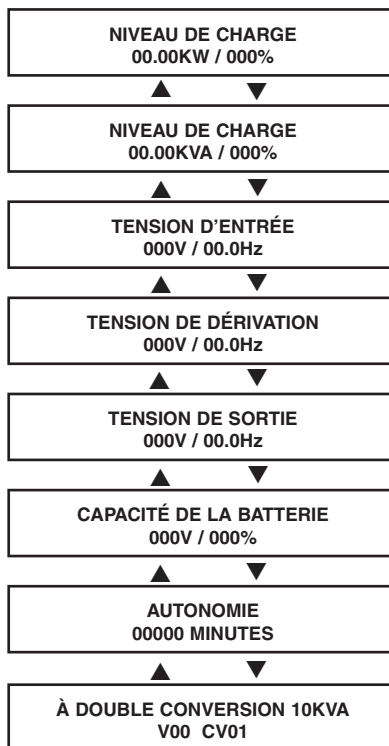 NIVEAU DE CHARGE
00.00KW / 000%
NIVEAU DE CHARGE
00.00KVA / 000%
TENSION D'ENTRÉE
000V / 00.0Hz
TENSION DE DÉRIVATION
000V / 00.0Hz
TENSION DE SORTIE
000V / 00.0Hz
CAPACITÉ DE LA BATTERIE
000V / 000%
AUTONOMIE
00000 MINUTES
À DOUBLE CONVERSION 10KVA
V00 CV01